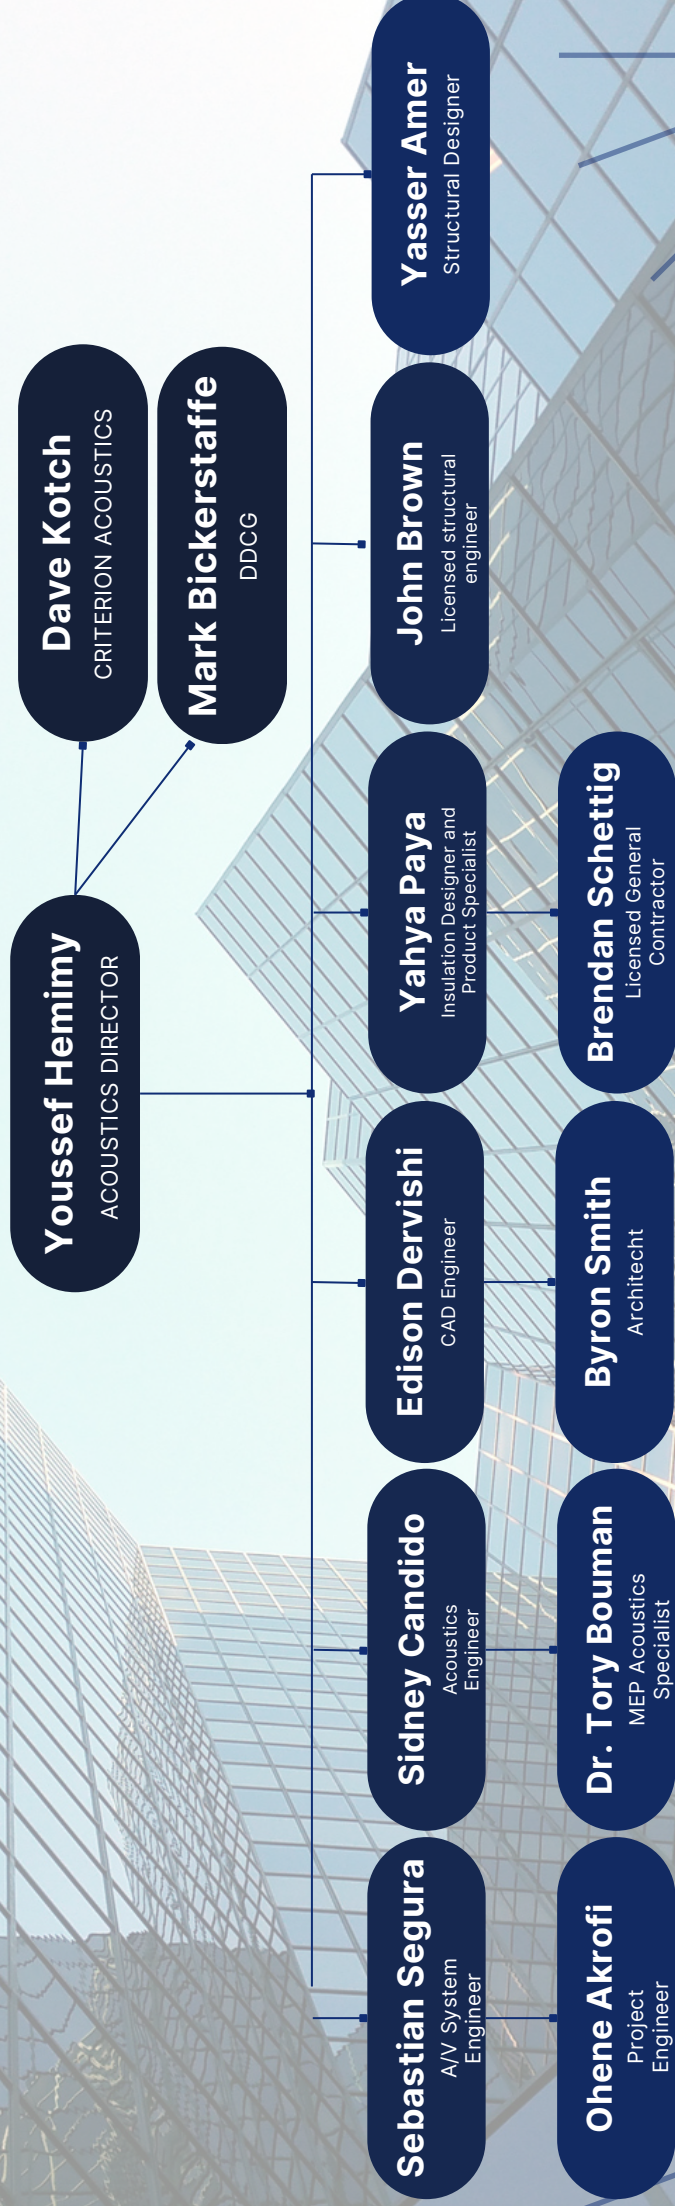 Youssef Hemimy
ACOUSTICS DIRECTOR
Dave Kotch
CRITERION ACOUSTICS
Mark Bickerstaffe
DDCG
Sebastian Segura
A/V System
Engineer
Sidney Candido
Acoustics
Engineer
Edison Dervishi
CAD Engineer
Yahya Paya
Insulation Designer and
Product Specialist
John Brown
Licensed structural
engineer
Yasser Amer
Structural Designer
Ohene Akrofi
Project
Engineer
Dr. Tory Bouman
MEP Acoustics
Specialist
Byron Smith
Architecht
Brendan Schettig
Licensed General
Contractor